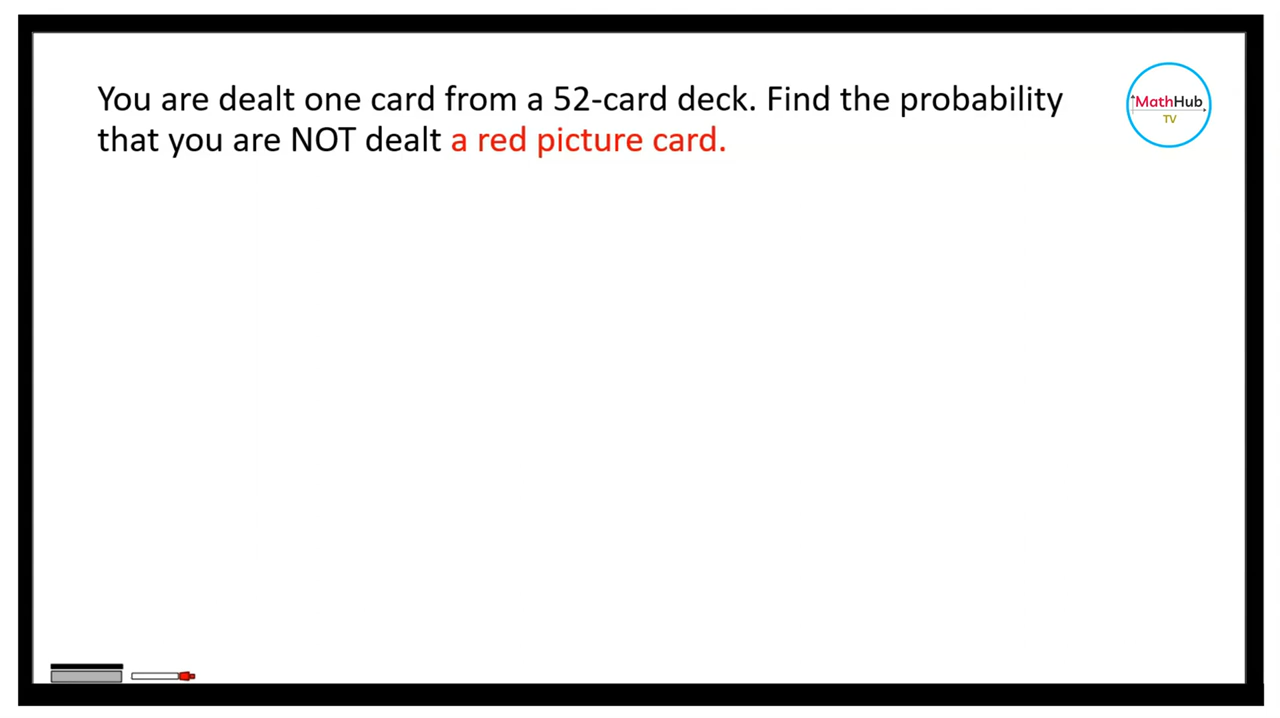 You are dealt one card from a 52-card deck. Find the probability
that you are NOT dealt a red picture card.
MathHub
TV